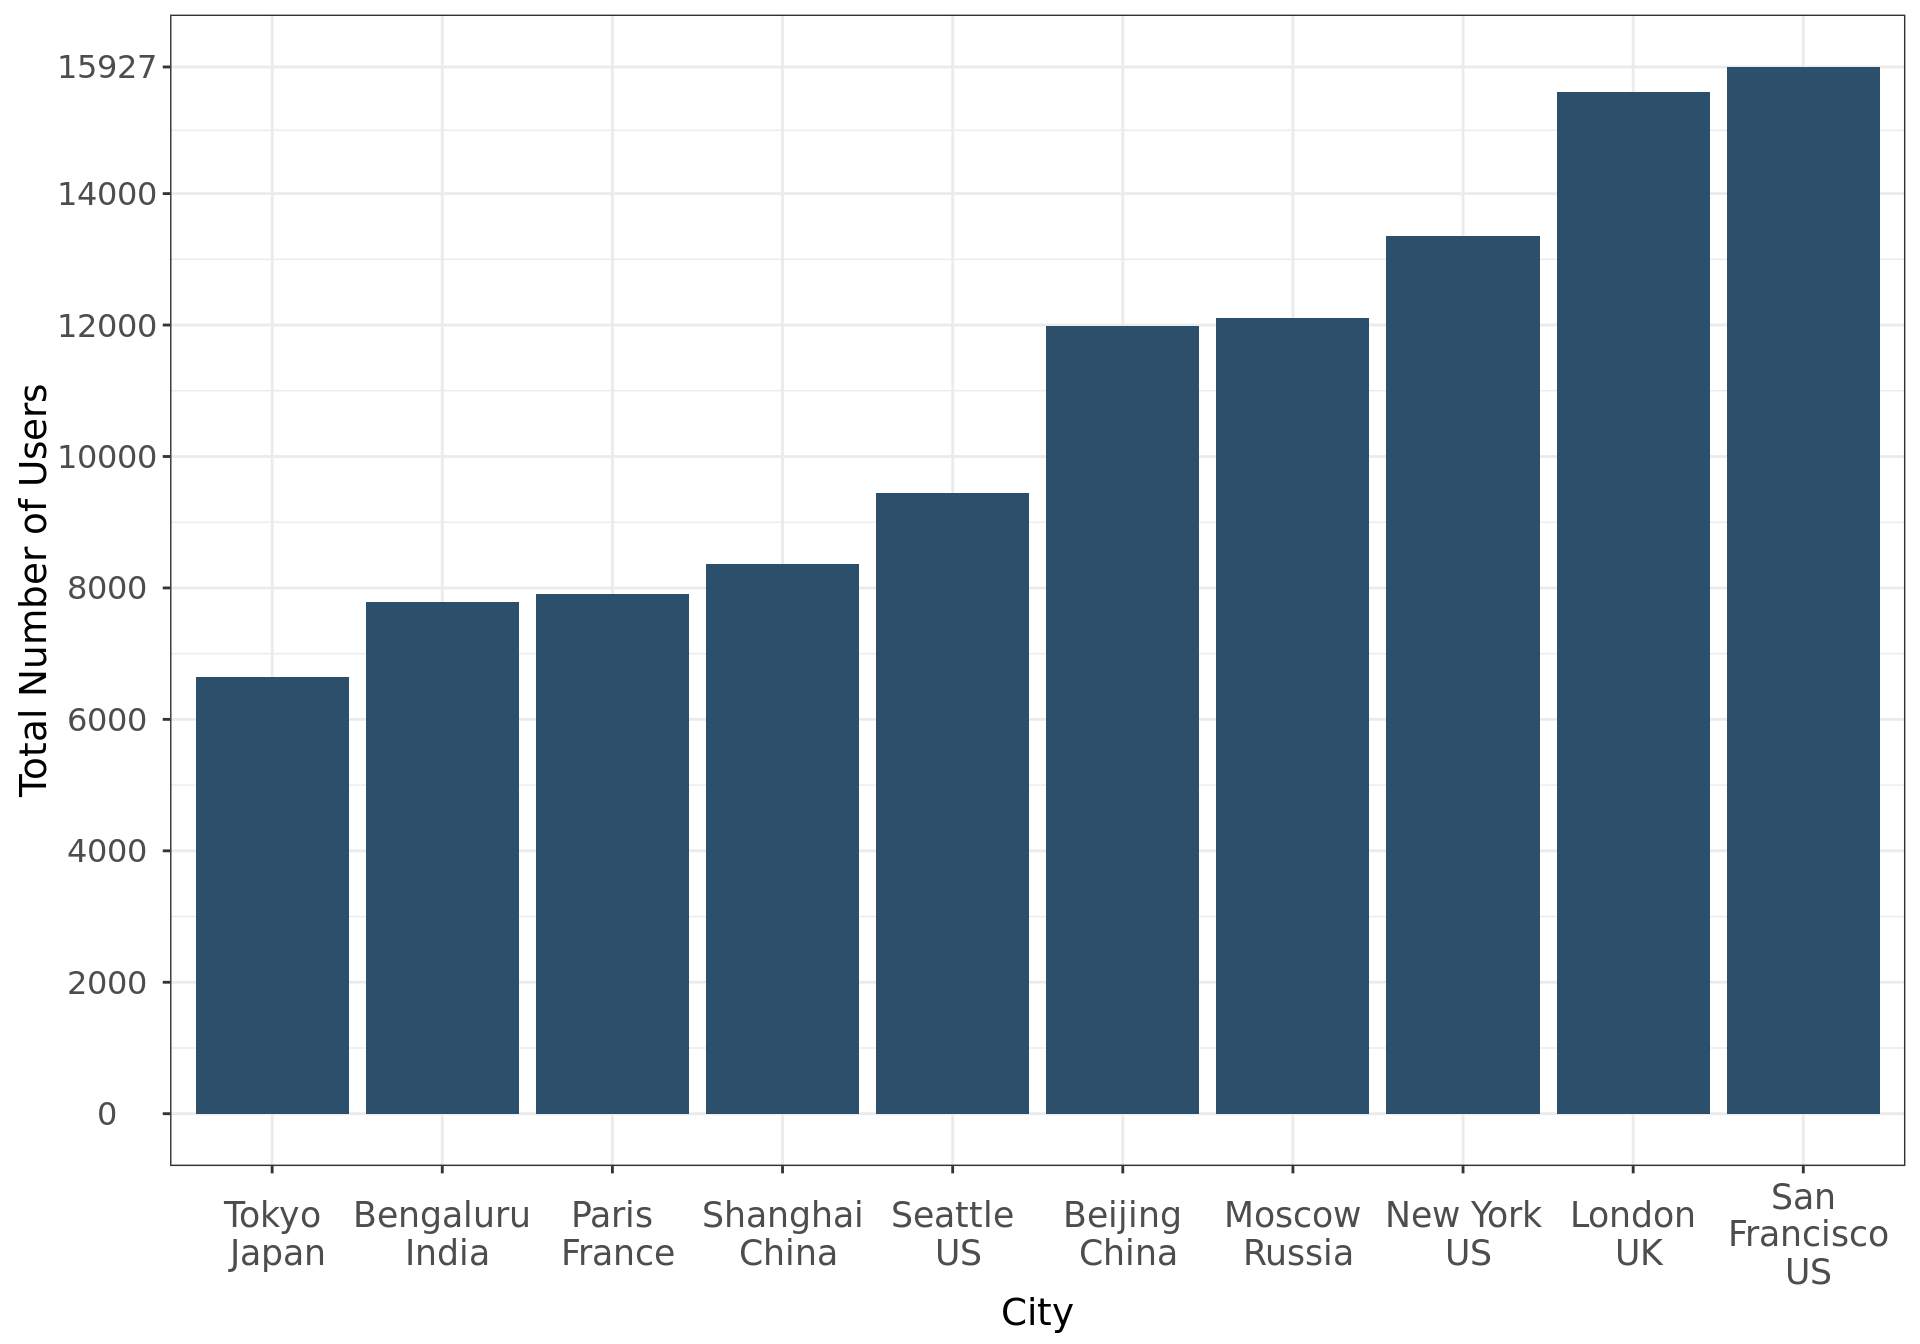 Total Number of Users
15927
14000
12000
10000
8000
6000
4000
2000
0
Tokyo
Japan
Bengaluru
India
Paris
France
Shanghai
China
Seattle
US
Beijing
China
Moscow
Russia
New York
US
London
UK
San
Francisco
US
City